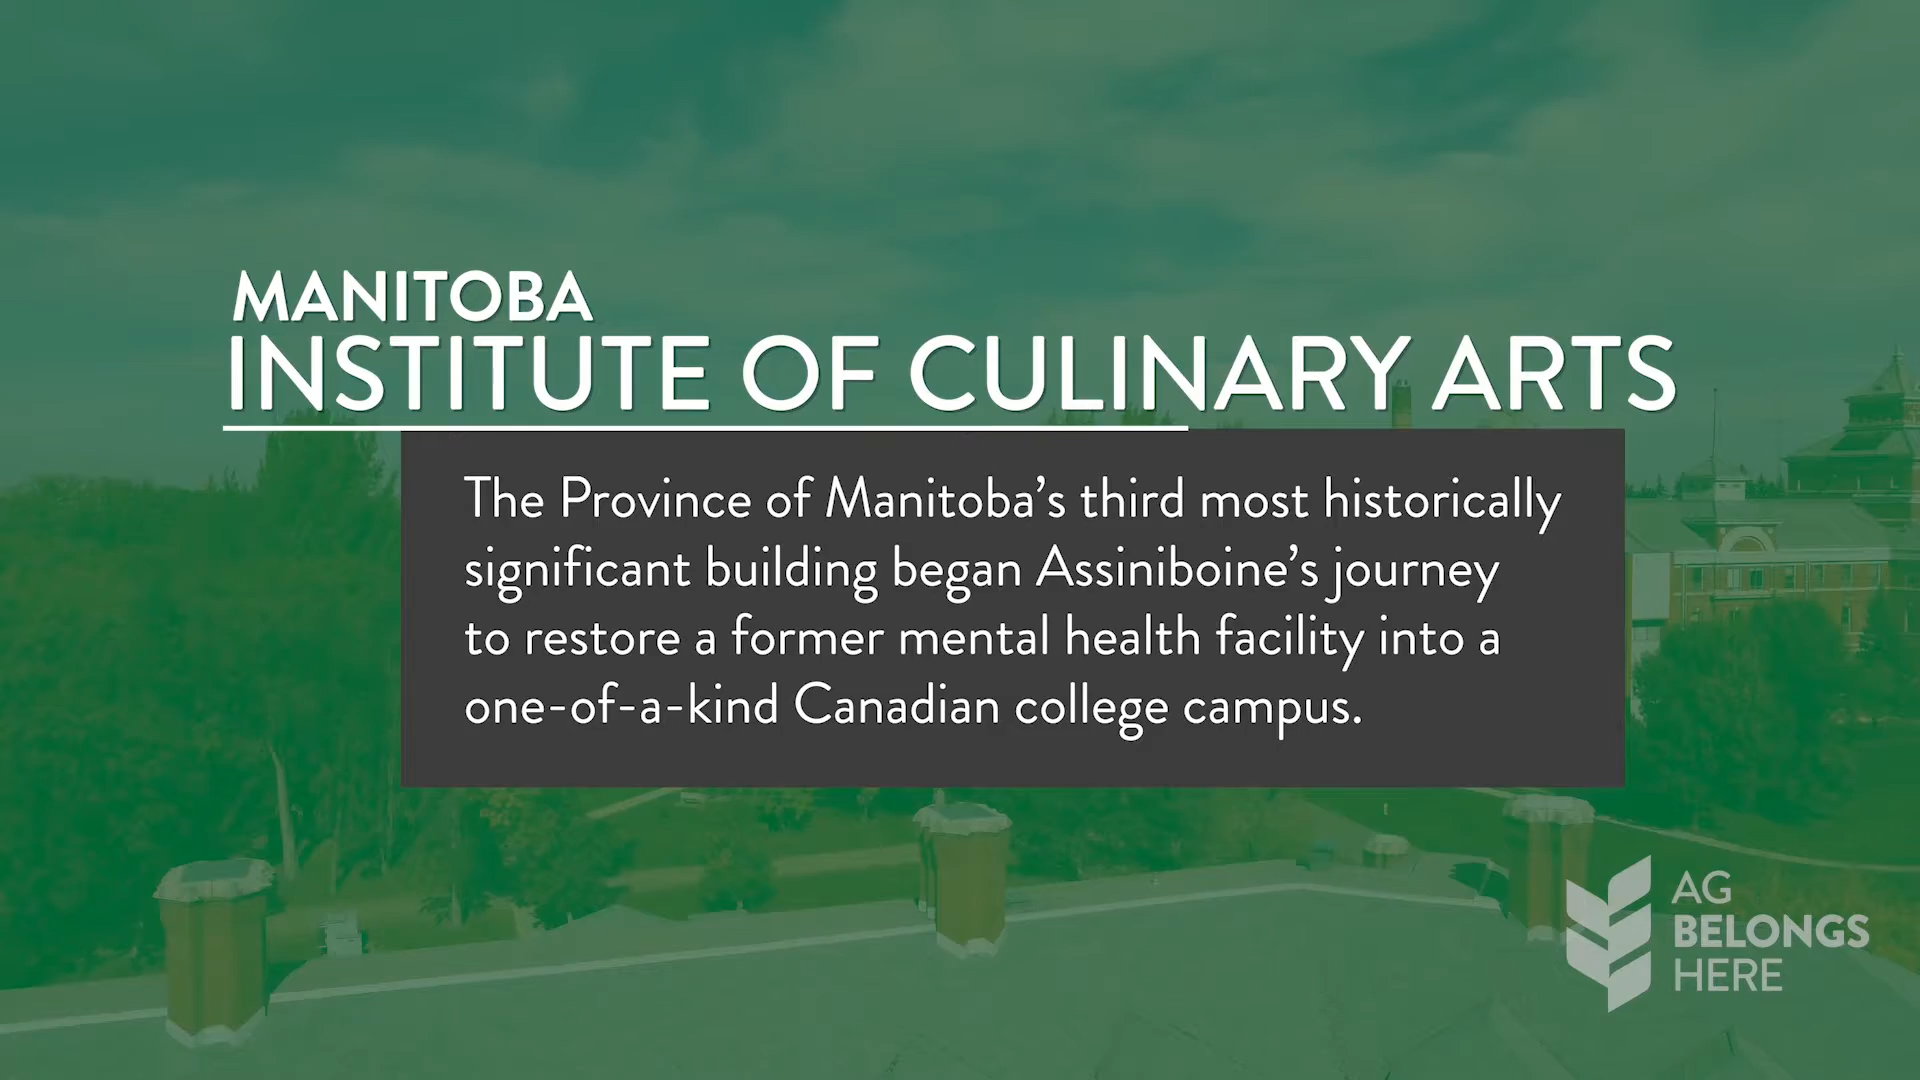 MANITOBA
INSTITUTE OF CULINARY ARTS
The Province of Manitoba’s third most historically
significant building began Assiniboine’s journey
to restore a former mental health facility into a
one-of-a-kind Canadian college campus.
AG
BELONGS
HERE